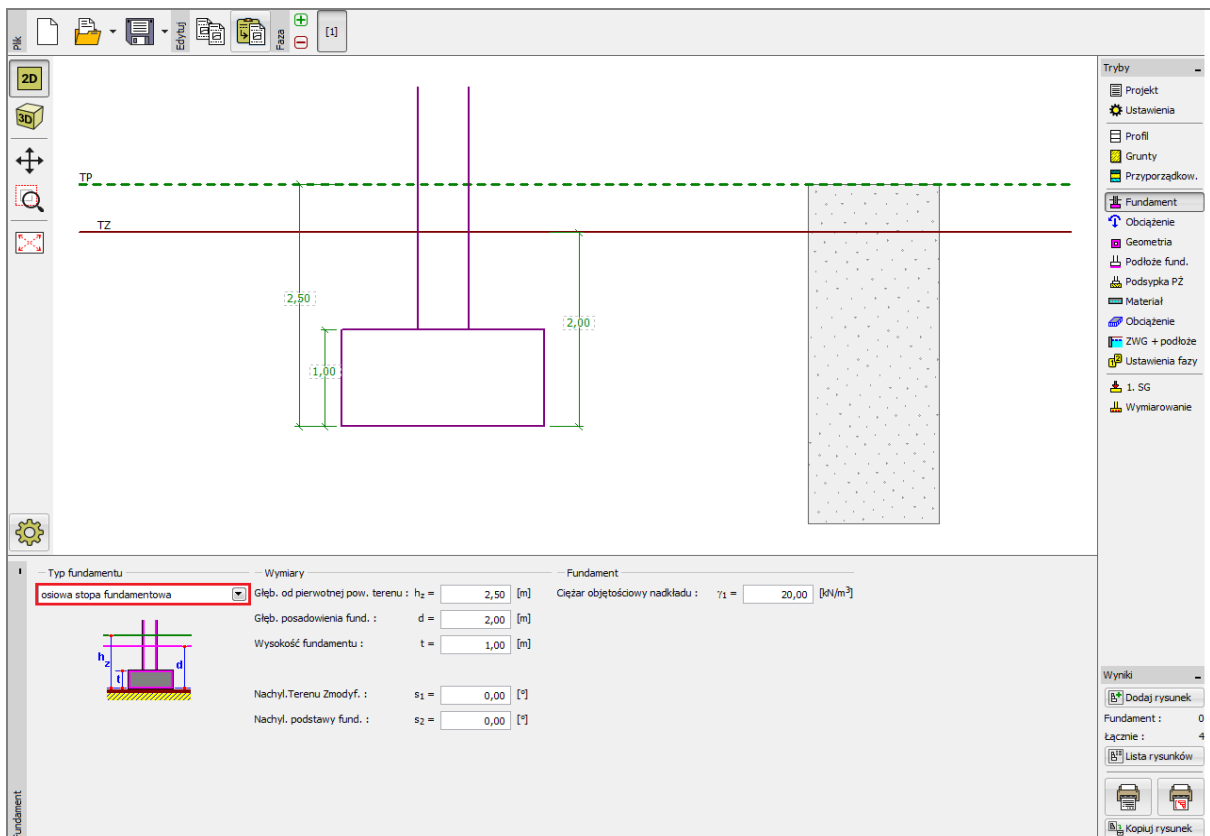 Plik
Edytuj
Faza
[1]
2D
3D
TP
TZ
2,50
2,00
1,00
Tryby
Projekt
Ustawienia
Profil
Grunty
Przyporządkow.
Fundament
Obciążenie
Geometria
Podłoże fund.
Podsypka PŻ
Materiał
Obciążenie
ZWG + podłoże
Ustawienia fazy
1. SG
Wymiarowanie
Fundament
Typ fundamentu
osiowa stopa fundamentowa
hz
t
d
Wymiary
Głęb. od pierwotnej pow. terenu : hz = 2,50 [m]
Głęb. posadowienia fund. : d = 2,00 [m]
Wysokość fundamentu : t = 1,00 [m]
Nachyl.Terenu Zmodyf. : s1 = 0,00 [°]
Nachyl. podstawy fund. : s2 = 0,00 [°]
Fundament
Ciężar objętościowy nadkładu : γ1 = 20,00 [kN/m³]
Wyniki
Dodaj rysunek
Fundament : 0
Łącznie : 4
Lista rysunków
Kopiuj rysunek